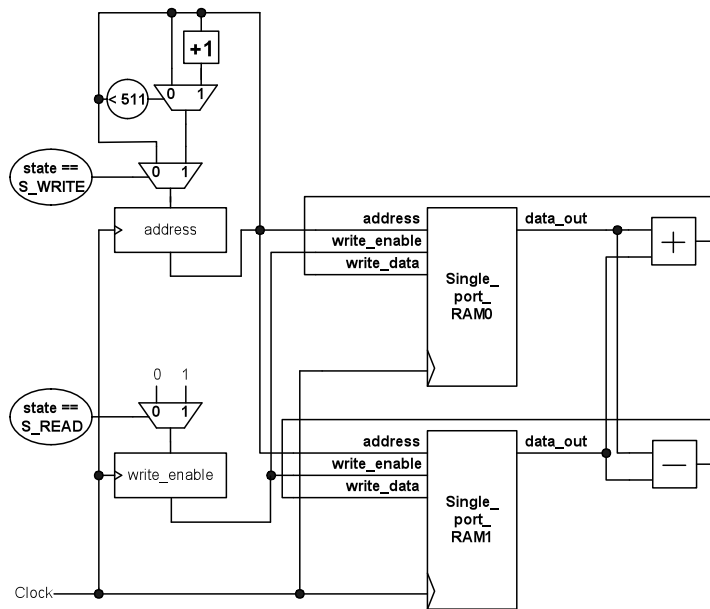 +1
0 1
< 511
state ==
S_WRITE
0 1
address
address
write_enable
write_data
data_out
Single_
port_
RAM0
+
0 1
state ==
S_READ
0 1
write_enable
address
write_enable
write_data
data_out
Single_
port_
RAM1
—
Clock